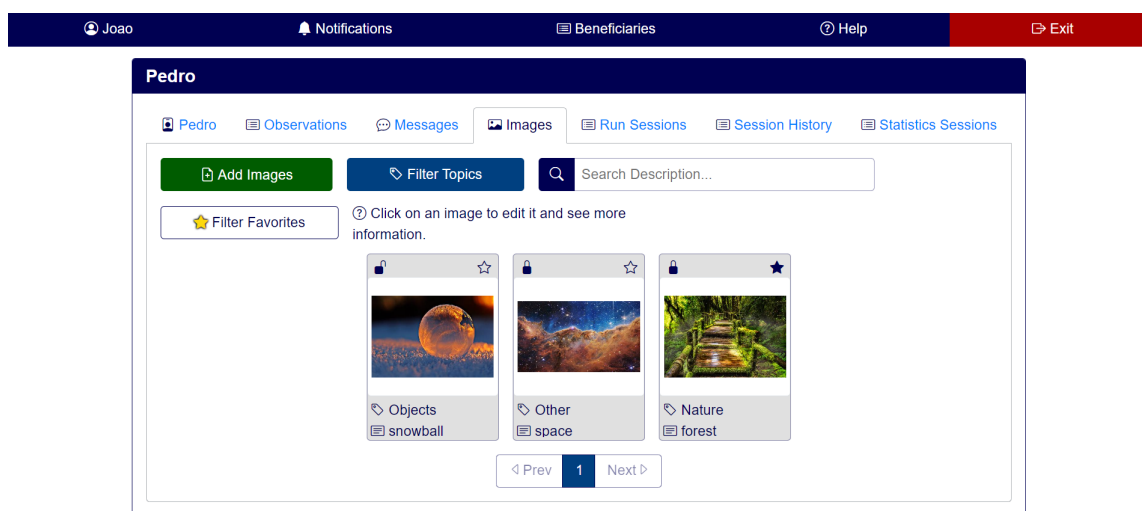 Joao Notifications Beneficiaries Help Exit
Pedro
Pedro Observations Messages Images Run Sessions Session History Statistics Sessions
Add Images Filter Topics Search Description...
Filter Favorites Click on an image to edit it and see more
information.
Objects Other Nature
snowball space forest
Prev 1 Next